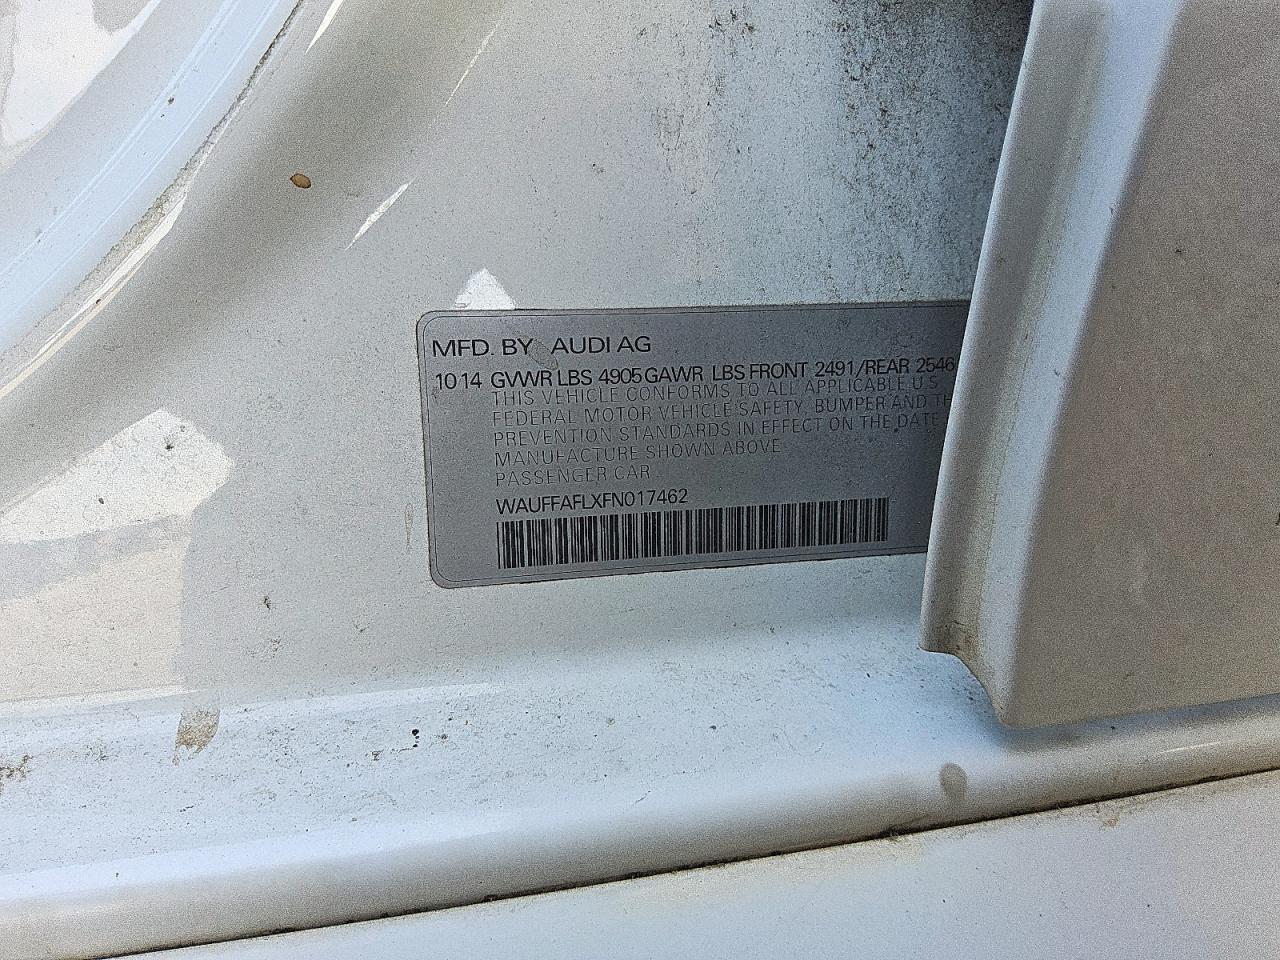 MFD. BY AUDI AG
10 14 GVWR LBS 4905 GAWR LBS FRONT 2491/REAR 2546
THIS VEHICLE CONFORMS TO ALL APPLICABLE U.S
FEDERAL MOTOR VEHICLE SAFETY, BUMPER AND TH
PREVENTION STANDARDS IN EFFECT ON THE DATE
MANUFACTURE SHOWN ABOVE
PASSENGER CAR
WAUFFAFLXFN017462